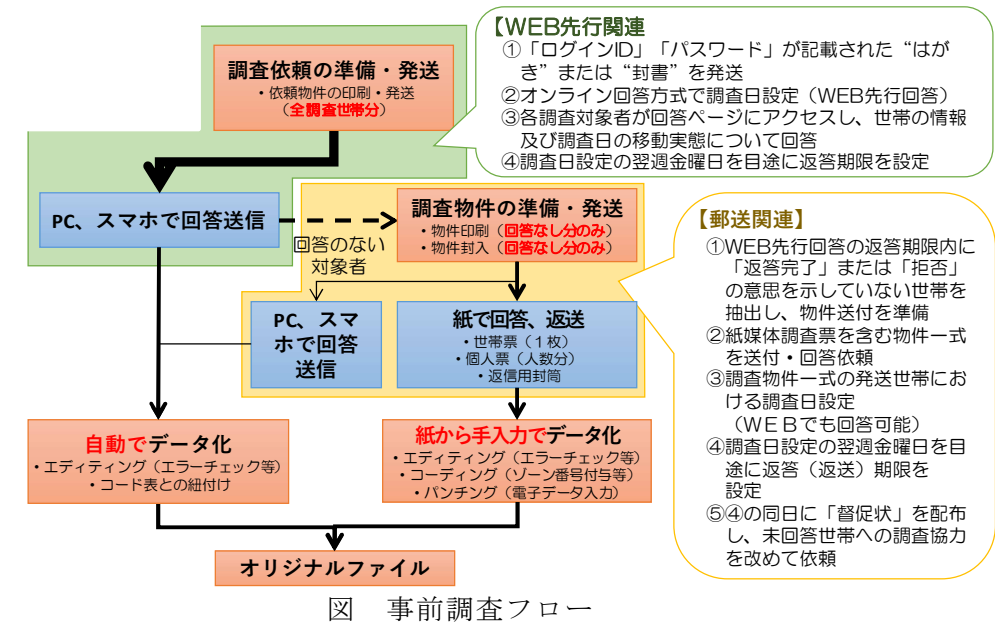 調査依頼の準備・発送
・依頼物件の印刷・発送
（全調査世帯分）
【WEB先行関連
①「ログインID」「パスワード」が記載された“はが
き”または“封書”を発送
②オンライン回答方式で調査日設定（WEB先行回答）
③各調査対象者が回答ページにアクセスし、世帯の情報
及び調査日の移動実態について回答
④調査日設定の翌週金曜日を目途に返答期限を設定
PC、スマホで回答送信
回答のない
対象者
調査物件の準備・発送
・物件印刷（回答なし分のみ）
・物件封入（回答なし分のみ）
PC、スマ
ホで回答
送信
紙で回答、返送
・世帯票（１枚）
・個人票（人数分）
・返信用封筒
【郵送関連】
①WEB先行回答の返答期限内に
「返答完了」または「拒否」
の意思を示していない世帯を
抽出し、物件送付を準備
②紙媒体調査票を含む物件一式
を送付・回答依頼
③調査物件一式の発送世帯にお
ける調査日設定
（ＷＥＢでも回答可能）
④調査日設定の翌週金曜日を目
途に返答（返送）期限を
設定
⑤④の同日に「督促状」を配布
し、未回答世帯への調査協力
を改めて依頼
自動でデータ化
・エディティング（エラーチェック等）
・コード表との紐付け
紙から手入力でデータ化
・エディティング（エラーチェック等）
・コーディング（ゾーン番号付与等）
・パンチング（電子データ入力）
オリジナルファイル
図　事前調査フロー